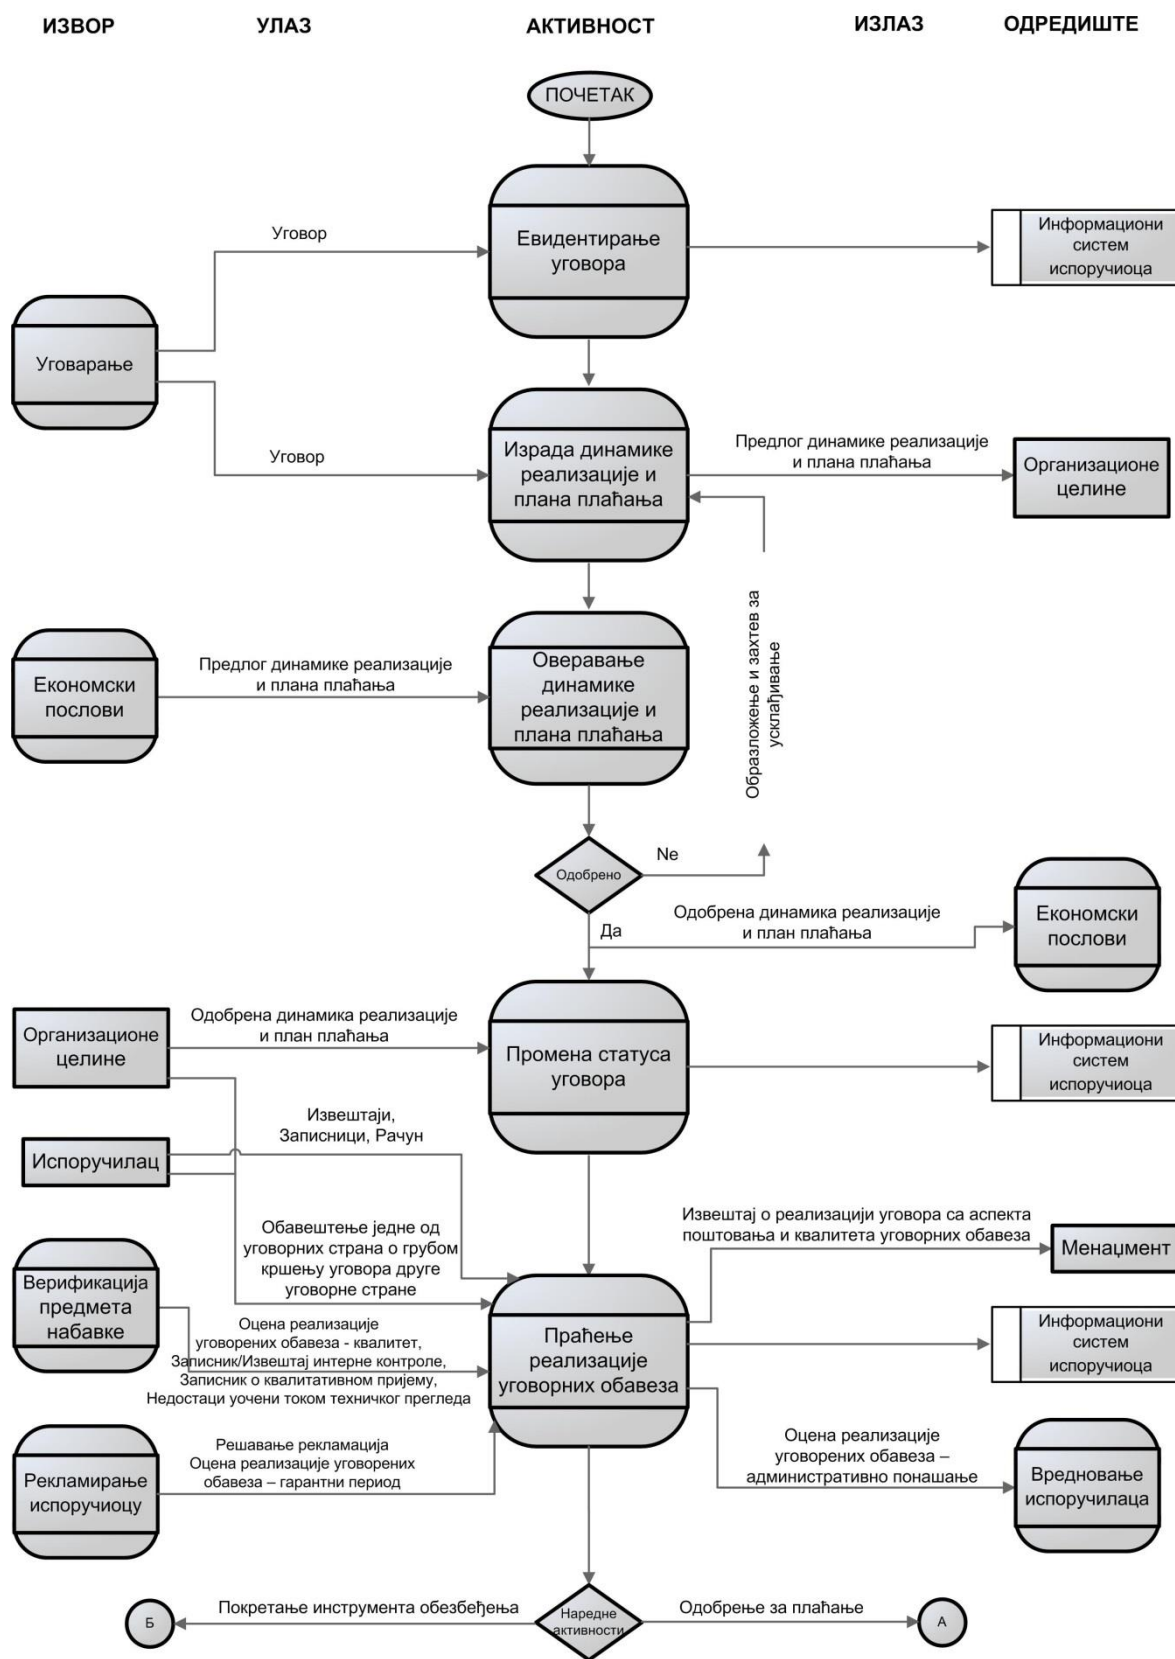 ИЗВОР УЛАЗ АКТИВНОСТ ИЗЛАЗ ОДРЕДИШТЕ
ПОЧЕТАК
Уговор
Евидентирање
уговора
Информациони
систем
испоручиоца
Уговарање
Уговор
Израда динамике
реализације и
плана плаћања
Предлог динамике реализације
и плана плаћања
Организационе
целине
Економски
послови
Предлог динамике реализације
и плана плаћања
Оверавање
динамике
реализације и
плана плаћања
Образложење и захтев за
усклађивање
Одобрено
Ne
Да
Одобрена динамика реализације
и план плаћања
Економски
послови
Организационе
целине
Одобрена динамика реализације
и план плаћања
Промена статуса
уговора
Информациони
систем
испоручиоца
Испоручилац
Извештаји,
Записници, Рачун
Обавештење једне од
уговорних страна о грубом
кршењу уговора друге
уговорне стране
Извештај о реализацији уговора са аспекта
поштовања и квалитета уговорних обавеза
Менаџмент
Верификација
предмета
набавке
Оцена реализације
уговорених обавеза - квалитет,
Записник/Извештај интерне контроле,
Записник о квалитативном пријему,
Недостаци уочени током техничког прегледа
Праћење
реализације
уговорних обавеза
Информациони
систем
испоручиоца
Рекламирање
испоручиоцу
Решавање рекламација
Оцена реализације уговорених
обавеза – гарантни период
Оцена реализације
уговорених обавеза –
административно понашање
Вредновање
испоручилаца
Б
Покретање инструмента обезбеђења
Наредне
активности
Одобрење за плаћање
А